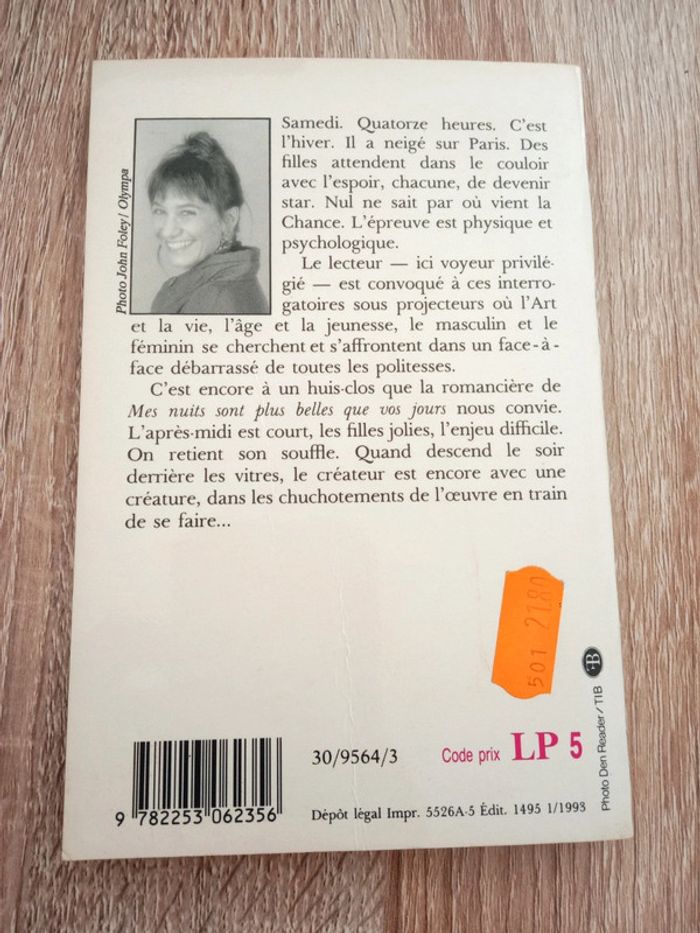 Photo John Foley / Olympa
Samedi. Quatorze heures. C'est
l'hiver. Il a neigé sur Paris. Des
filles attendent dans le couloir
avec l'espoir, chacune, de devenir
star. Nul ne sait par où vient la
Chance. L'épreuve est physique et
psychologique.
Le lecteur — ici voyeur privilé-
gié — est convoqué à ces interro-
gatoires sous projecteurs où l'Art
et la vie, l'âge et la jeunesse, le masculin et le
féminin se cherchent et s'affrontent dans un face-à-
face débarrassé de toutes les politesses.
C'est encore à un huis-clos que la romancière de
Mes nuits sont plus belles que vos jours nous convie.
L'après-midi est court, les filles jolies, l'enjeu difficile.
On retient son souffle. Quand descend le soir
derrière les vitres, le créateur est encore avec une
créature, dans les chuchotements de l'œuvre en train
de se faire...
501 2180
B
Photo Den Reader / TIB
9 782253 062356
30/9564/3
Code prix LP 5
Dépôt légal Impr. 5526A-5 Édit. 1495 1/1993